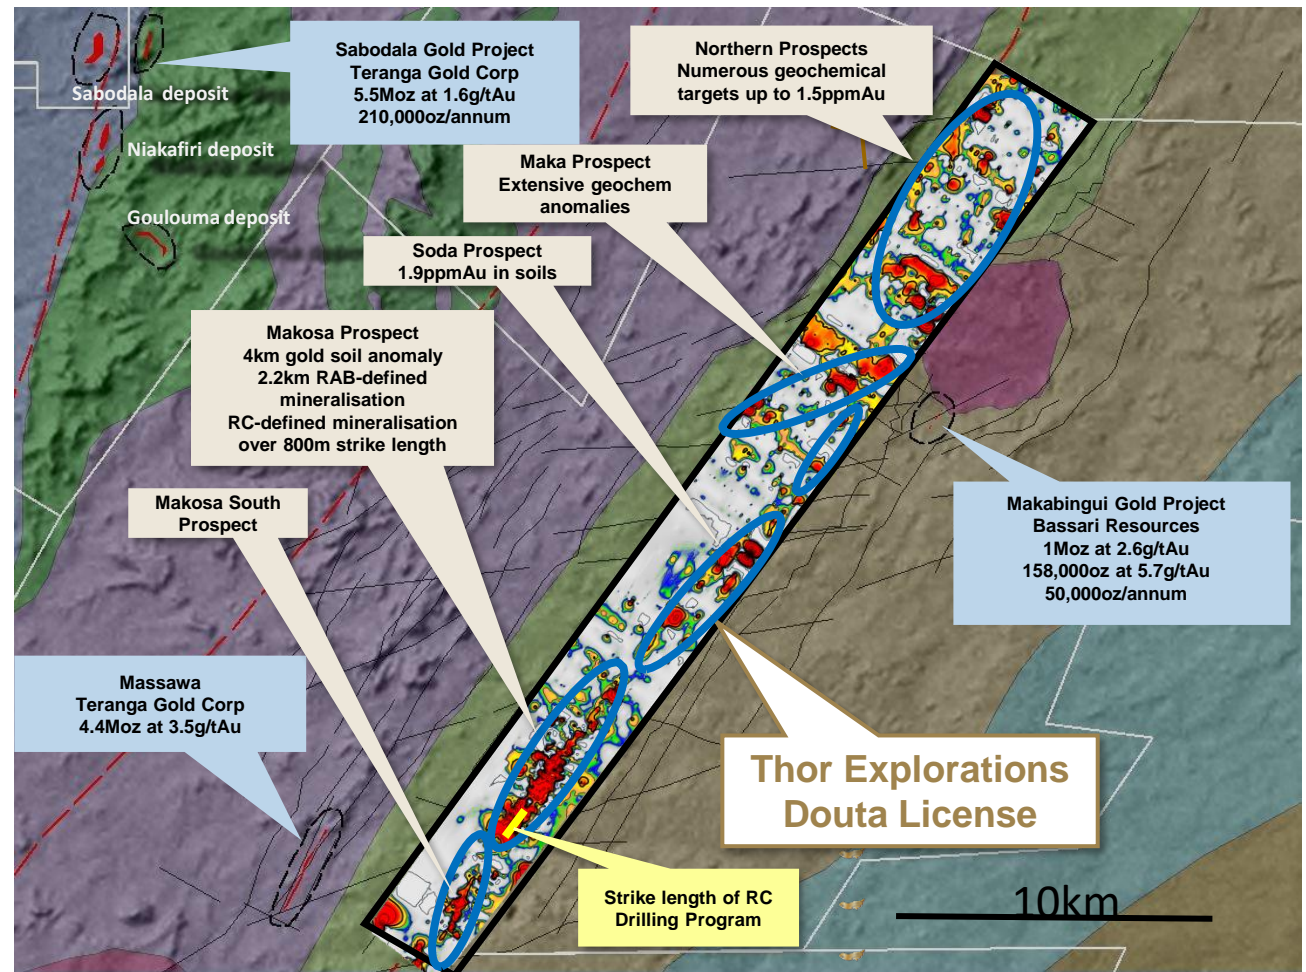 Sabodala Gold Project
Teranga Gold Corp
5.5Moz at 1.6g/tAu
210,000oz/annum
Northern Prospects
Numerous geochemical
targets up to 1.5ppmAu
Sabodala deposit
Niakafiri deposit
Goulouma deposit
Maka Prospect
Extensive geochem
anomalies
Soda Prospect
1.9ppmAu in soils
Makosa Prospect
4km gold soil anomaly
2.2km RAB-defined
mineralisation
RC-defined mineralisation
over 800m strike length
Makosa South
Prospect
Makabingui Gold Project
Bassari Resources
1Moz at 2.6g/tAu
158,000oz at 5.7g/tAu
50,000oz/annum
Massawa
Teranga Gold Corp
4.4Moz at 3.5g/tAu
Thor Explorations
Douta License
Strike length of RC
Drilling Program
10km